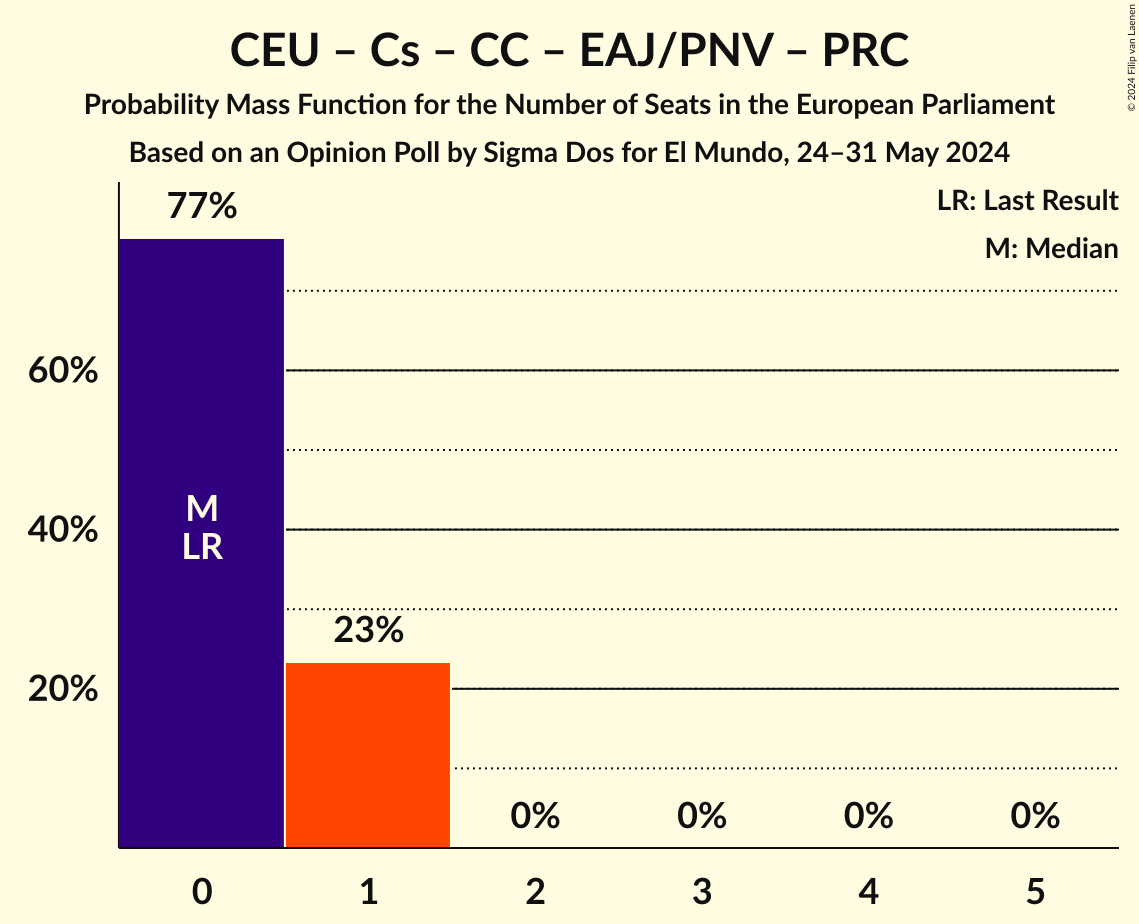 CEU – Cs – CC – EAJ/PNV – PRC
Probability Mass Function for the Number of Seats in the European Parliament
Based on an Opinion Poll by Sigma Dos for El Mundo, 24–31 May 2024
© 2024 Filip van Laenen
LR: Last Result
M: Median
77%
60%
40%
20%
M
LR
23%
0% 0% 0% 0%
0 1 2 3 4 5